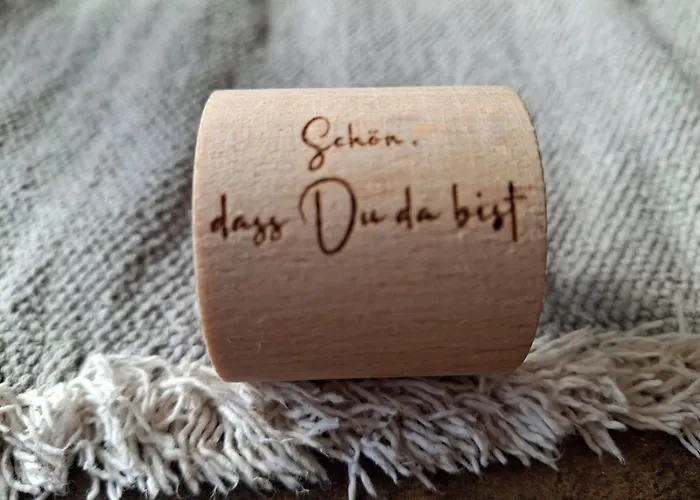 Schön,
dass Du da bist